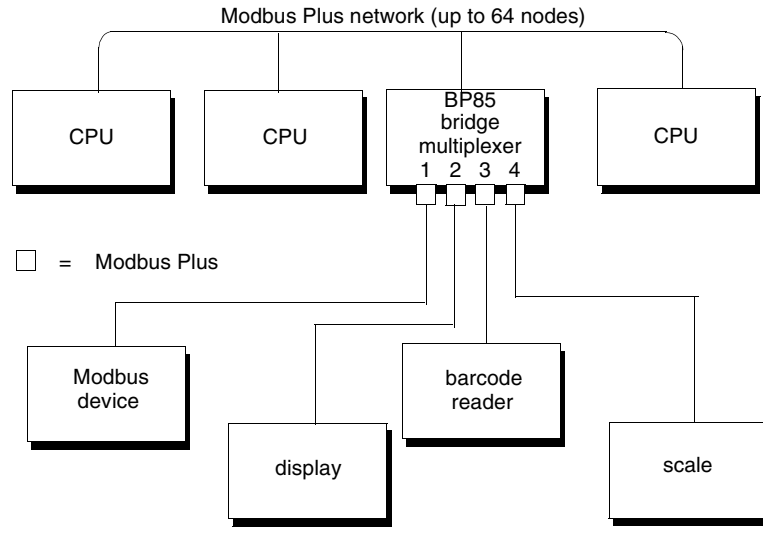 Modbus Plus network (up to 64 nodes)
CPU
CPU
BP85
bridge
multiplexer
1 2 3 4
CPU
= Modbus Plus
Modbus
device
display
barcode
reader
scale